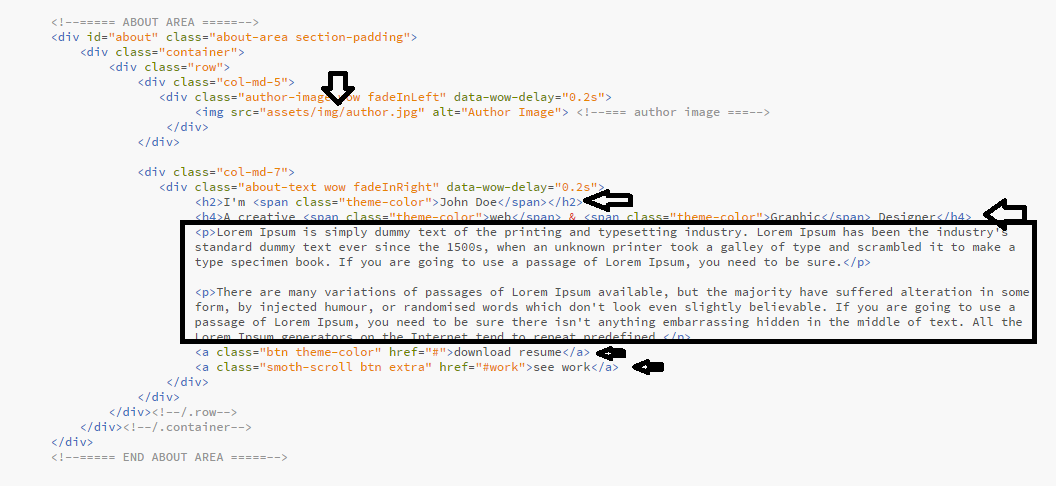 <!--===== ABOUT AREA =======-->
<div id="about" class="about-area section-padding">
<div class="container">
<div class="row">
<div class="col-md-5">
<div class="author-image wow fadeInLeft" data-wow-delay="0.2s">
<img src="assets/img/author.jpg" alt="Author Image"> <!--=== author image ===-->
</div>
</div>
<div class="col-md-7">
<div class="about-text wow fadeInRight" data-wow-delay="0.2s">
<h2>I'm <span class="theme-color">John Doe</span></h2>
<h4>A creative <span class="theme-color">web</span> & <span class="theme-color">Graphic</span> Designer</h4>
<p>Lorem Ipsum is simply dummy text of the printing and typesetting industry. Lorem Ipsum has been the industry's
standard dummy text ever since the 1500s, when an unknown printer took a galley of type and scrambled it to make a
type specimen book. If you are going to use a passage of Lorem Ipsum, you need to be sure.</p>
<p>There are many variations of passages of Lorem Ipsum available, but the majority have suffered alteration in some
form, by injected humour, or randomised words which don't look even slightly believable. If you are going to use a
passage of Lorem Ipsum, you need to be sure there isn't anything embarrassing hidden in the middle of text. All the
Lorem Ipsum generators on the Internet tend to repeat predefined.</p>
<a class="btn theme-color" href="#">download resume</a>
<a class="smoth-scroll btn extra" href="#work">see work</a>
</div>
</div>
</div><!--/.row-->
</div><!--/.container-->
</div>
<!--===== END ABOUT AREA =======-->